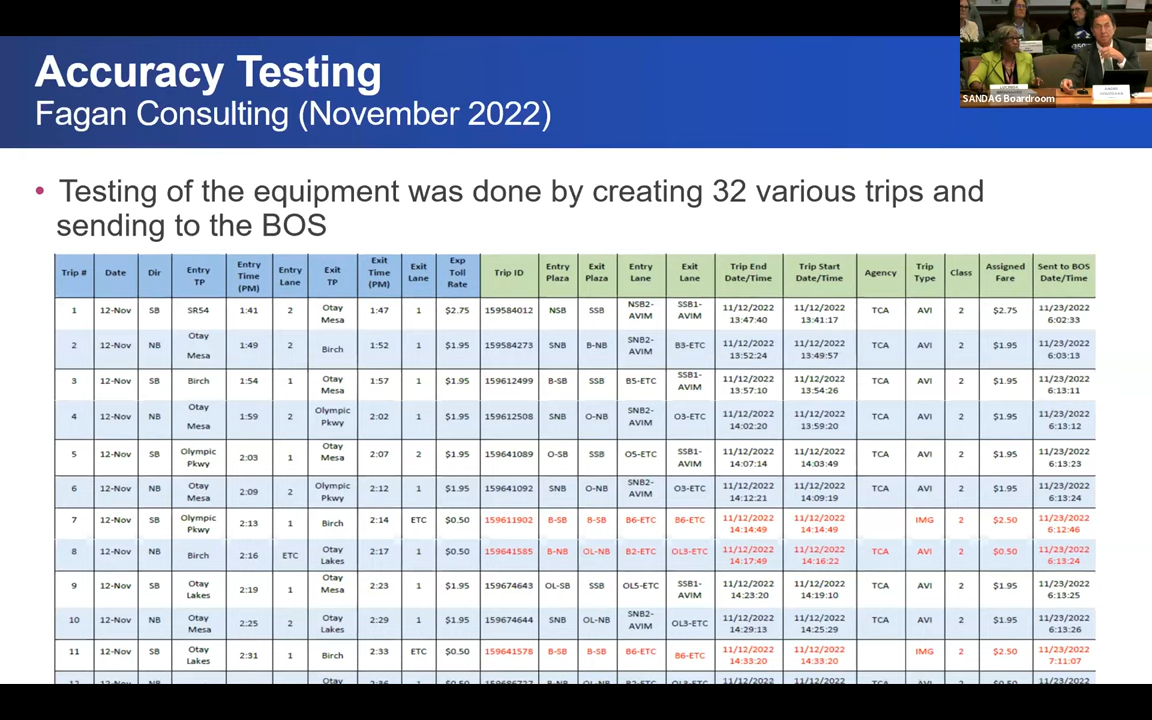 Accuracy Testing
Fagan Consulting (November 2022)
SANDAG Boardroom
• Testing of the equipment was done by creating 32 various trips and
sending to the BOS
Trip # Date Dir Entry TP Entry Time (PM) Entry Lane Exit TP Exit Time (PM) Exit Lane Exp Toll Rate Trip ID Entry Plaza Exit Plaza Entry Lane Exit Lane Trip End Date/Time Trip Start Date/Time Agency Trip Type Class Assigned Fare Sent to BOS Date/Time
1 12-Nov SB SR54 1:41 2 Otay Mesa 1:47 1 $2.75 159584012 NSB SSB NSB2-AVIM SSB1-AVIM 11/12/2022 13:47:40 11/12/2022 13:41:17 TCA AVI 2 $2.75 11/23/2022 6:02:33
2 12-Nov NB Otay Mesa 1:49 2 Birch 1:52 1 $1.95 159584273 SNB B-NB SNB2-AVIM B3-ETC 11/12/2022 13:52:24 11/12/2022 13:49:57 TCA AVI 2 $1.95 11/23/2022 6:03:13
3 12-Nov SB Birch 1:54 1 Otay Mesa 1:57 1 $1.95 159612499 B-SB SSB B5-ETC SSB1-AVIM 11/12/2022 13:57:10 11/12/2022 13:54:26 TCA AVI 2 $1.95 11/23/2022 6:13:11
4 12-Nov NB Otay Mesa 1:59 2 Olympic Pkwy 2:02 1 $1.95 159612508 SNB O-NB SNB2-AVIM O3-ETC 11/12/2022 14:02:20 11/12/2022 13:59:20 TCA AVI 2 $1.95 11/23/2022 6:13:12
5 12-Nov SB Olympic Pkwy 2:03 1 Otay Mesa 2:07 2 $1.95 159641089 O-SB SSB O5-ETC SSB1-AVIM 11/12/2022 14:07:14 11/12/2022 14:03:49 TCA AVI 2 $1.95 11/23/2022 6:13:23
6 12-Nov NB Otay Mesa 2:09 2 Olympic Pkwy 2:12 1 $1.95 159641092 SNB O-NB SNB2-AVIM O3-ETC 11/12/2022 14:12:21 11/12/2022 14:09:19 TCA AVI 2 $1.95 11/23/2022 6:13:24
7 12-Nov SB Olympic Pkwy 2:13 1 Birch 2:14 ETC $0.50 159611902 B-SB B-SB B6-ETC B6-ETC 11/12/2022 14:14:49 11/12/2022 14:14:49 IMG 2 $2.50 11/23/2022 6:12:46
8 12-Nov NB Birch 2:16 ETC Otay Lakes 2:17 1 $0.50 159641585 B-NB OL-NB B2-ETC OL3-ETC 11/12/2022 14:17:49 11/12/2022 14:16:22 TCA AVI 2 $0.50 11/23/2022 6:13:24
9 12-Nov SB Otay Lakes 2:19 1 Otay Mesa 2:23 1 $1.95 159674643 OL-SB SSB OL5-ETC SSB1-AVIM 11/12/2022 14:23:20 11/12/2022 14:19:10 TCA AVI 2 $1.95 11/23/2022 6:13:25
10 12-Nov NB Otay Mesa 2:25 2 Otay Lakes 2:29 1 $1.95 159674644 SNB OL-NB SNB2-AVIM OL3-ETC 11/12/2022 14:29:13 11/12/2022 14:25:29 TCA AVI 2 $1.95 11/23/2022 6:13:26
11 12-Nov SB Otay Lakes 2:31 1 Birch 2:33 ETC $0.50 159641578 B-SB B-SB B6-ETC B6-ETC 11/12/2022 14:33:20 11/12/2022 14:33:20 IMG 2 $2.50 11/23/2022 7:11:07
Otay 11/12/2022 11/12/2022 11/23/2022